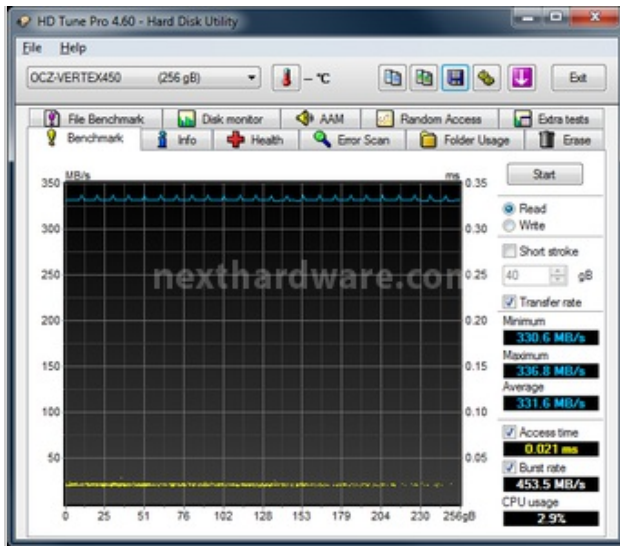 HD Tune Pro 4.60 - Hard Disk Utility
File Help
OCZ-VERTEX450 (256 gB)
– °C
Exit
File Benchmark Disk monitor AAM Random Access Extra tests
Benchmark Info Health Error Scan Folder Usage Erase
MB/s
ms
350
300
250
200
150
100
50
0.35
0.30
0.25
0.20
0.15
0.10
0.05
0 25 51 76 102 128 153 179 204 230 256gB
nexthardware.com
Start
Read
Write
Short stroke
40 gB
Transfer rate
Minimum
330.6 MB/s
Maximum
336.8 MB/s
Average
331.6 MB/s
Access time
0.021 ms
Burst rate
453.5 MB/s
CPU usage
2.9%